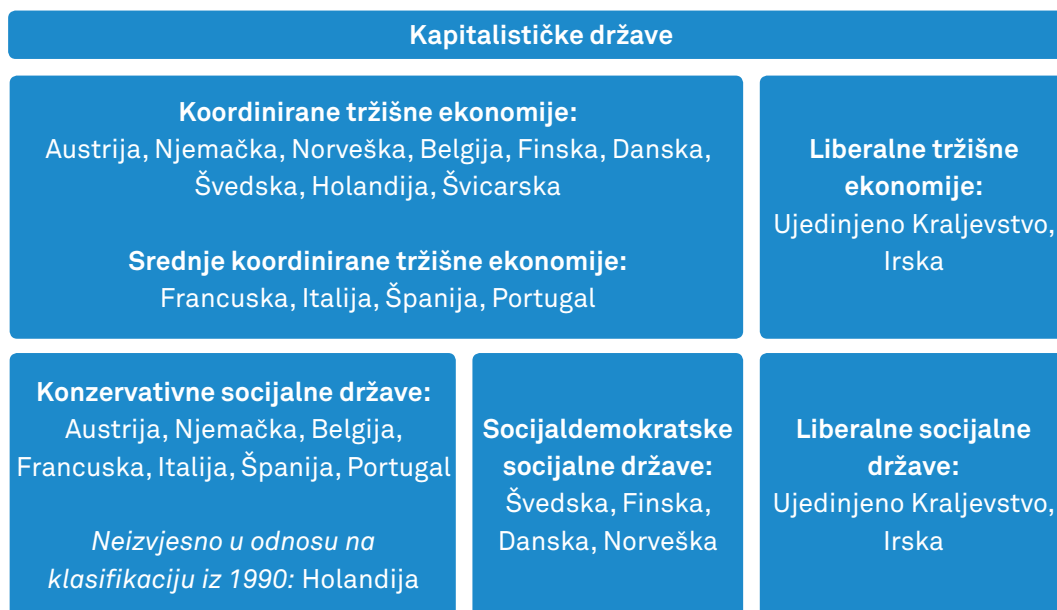 Kapitalističke države
Koordinirane tržišne ekonomije:
Austrija, Njemačka, Norveška, Belgija, Finska, Danska,
Švedska, Holandija, Švicarska
Srednje koordinirane tržišne ekonomije:
Francuska, Italija, Španija, Portugal
Liberalne tržišne
ekonomije:
Ujedinjeno Kraljevstvo,
Irska
Konzervativne socijalne države:
Austrija, Njemačka, Belgija,
Francuska, Italija, Španija, Portugal
Neizvjesno u odnosu na
klasifikaciju iz 1990: Holandija
Socijaldemokratske
socijalne države:
Švedska, Finska,
Danska, Norveška
Liberalne socijalne
države:
Ujedinjeno Kraljevstvo,
Irska